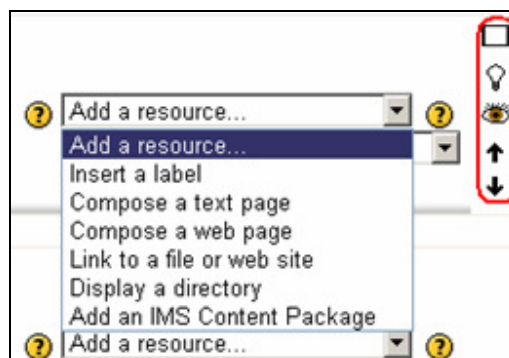 Add a resource...
Add a resource...
Insert a label
Compose a text page
Compose a web page
Link to a file or web site
Display a directory
Add an IMS Content Package
Add a resource...